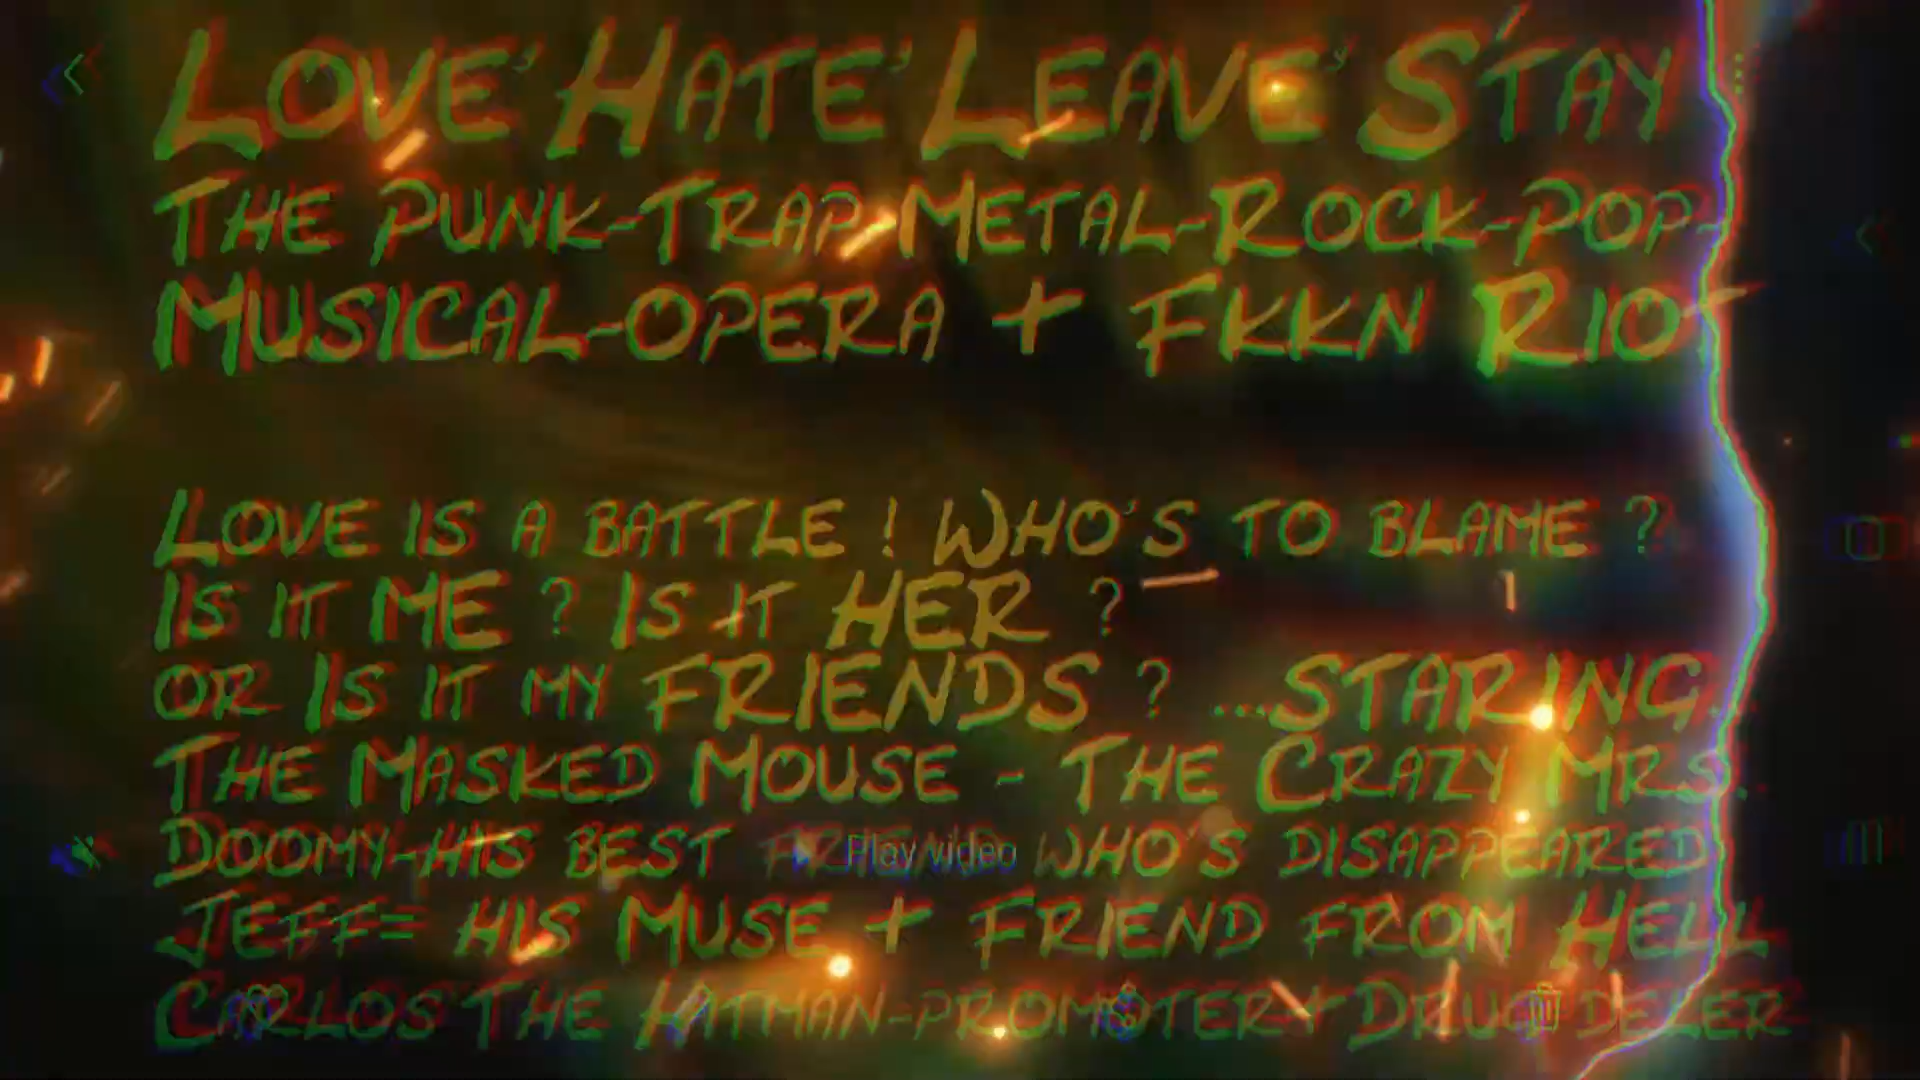 Love' Hate' Leave' Stay
The Punk-Trap-Metal-Rock-Pop-
Musical-Opera + Fkkn Riot
Love is a battle ! Who's to blame ?
Is it ME ? Is it HER ?
or Is it my FRIENDS ? ...STARING..
The Masked Mouse - The Crazy Mrs.
Doomy-his best friend who's disappeared
Jeff= his Muse + Friend from Hell
Carlos The Hatman-promoter+Drug dealer
Play video